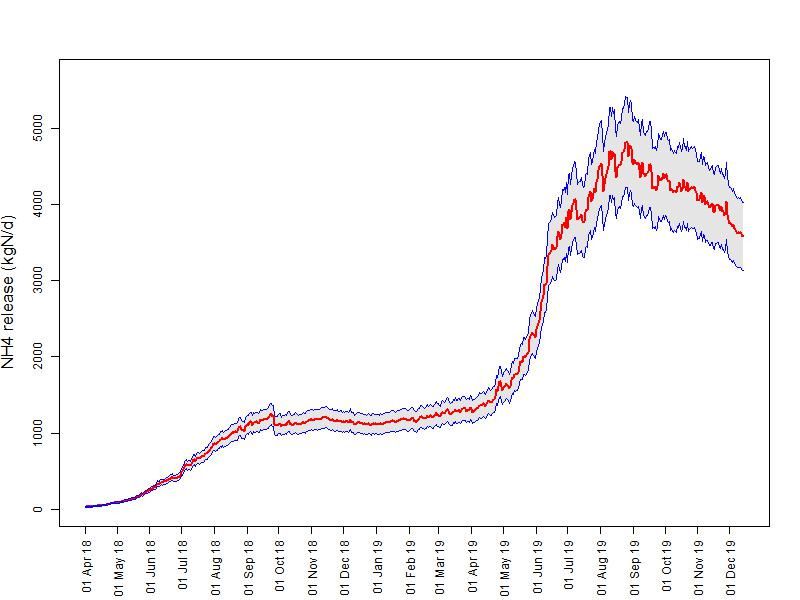 NH4 release (kgN/d)
5000
4000
3000
2000
1000
0
01 Apr 18
01 May 18
01 Jun 18
01 Jul 18
01 Aug 18
01 Sep 18
01 Oct 18
01 Nov 18
01 Dec 18
01 Jan 19
01 Feb 19
01 Mar 19
01 Apr 19
01 May 19
01 Jun 19
01 Jul 19
01 Aug 19
01 Sep 19
01 Oct 19
01 Nov 19
01 Dec 19